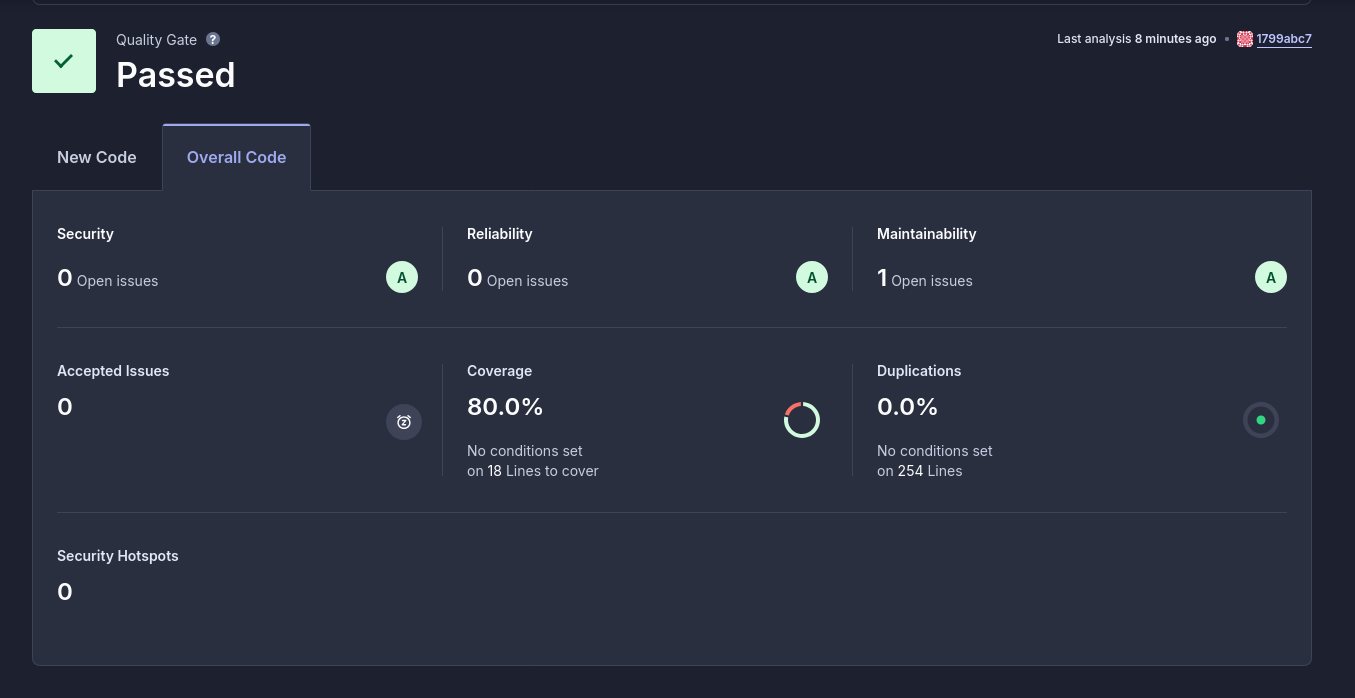 Quality Gate ?
Passed
Last analysis 8 minutes ago • 1799abc7
New Code
Overall Code
Security
0 Open issues
A
Reliability
0 Open issues
A
Maintainability
1 Open issues
A
Accepted Issues
0
Coverage
80.0%
No conditions set
on 18 Lines to cover
Duplications
0.0%
No conditions set
on 254 Lines
Security Hotspots
0